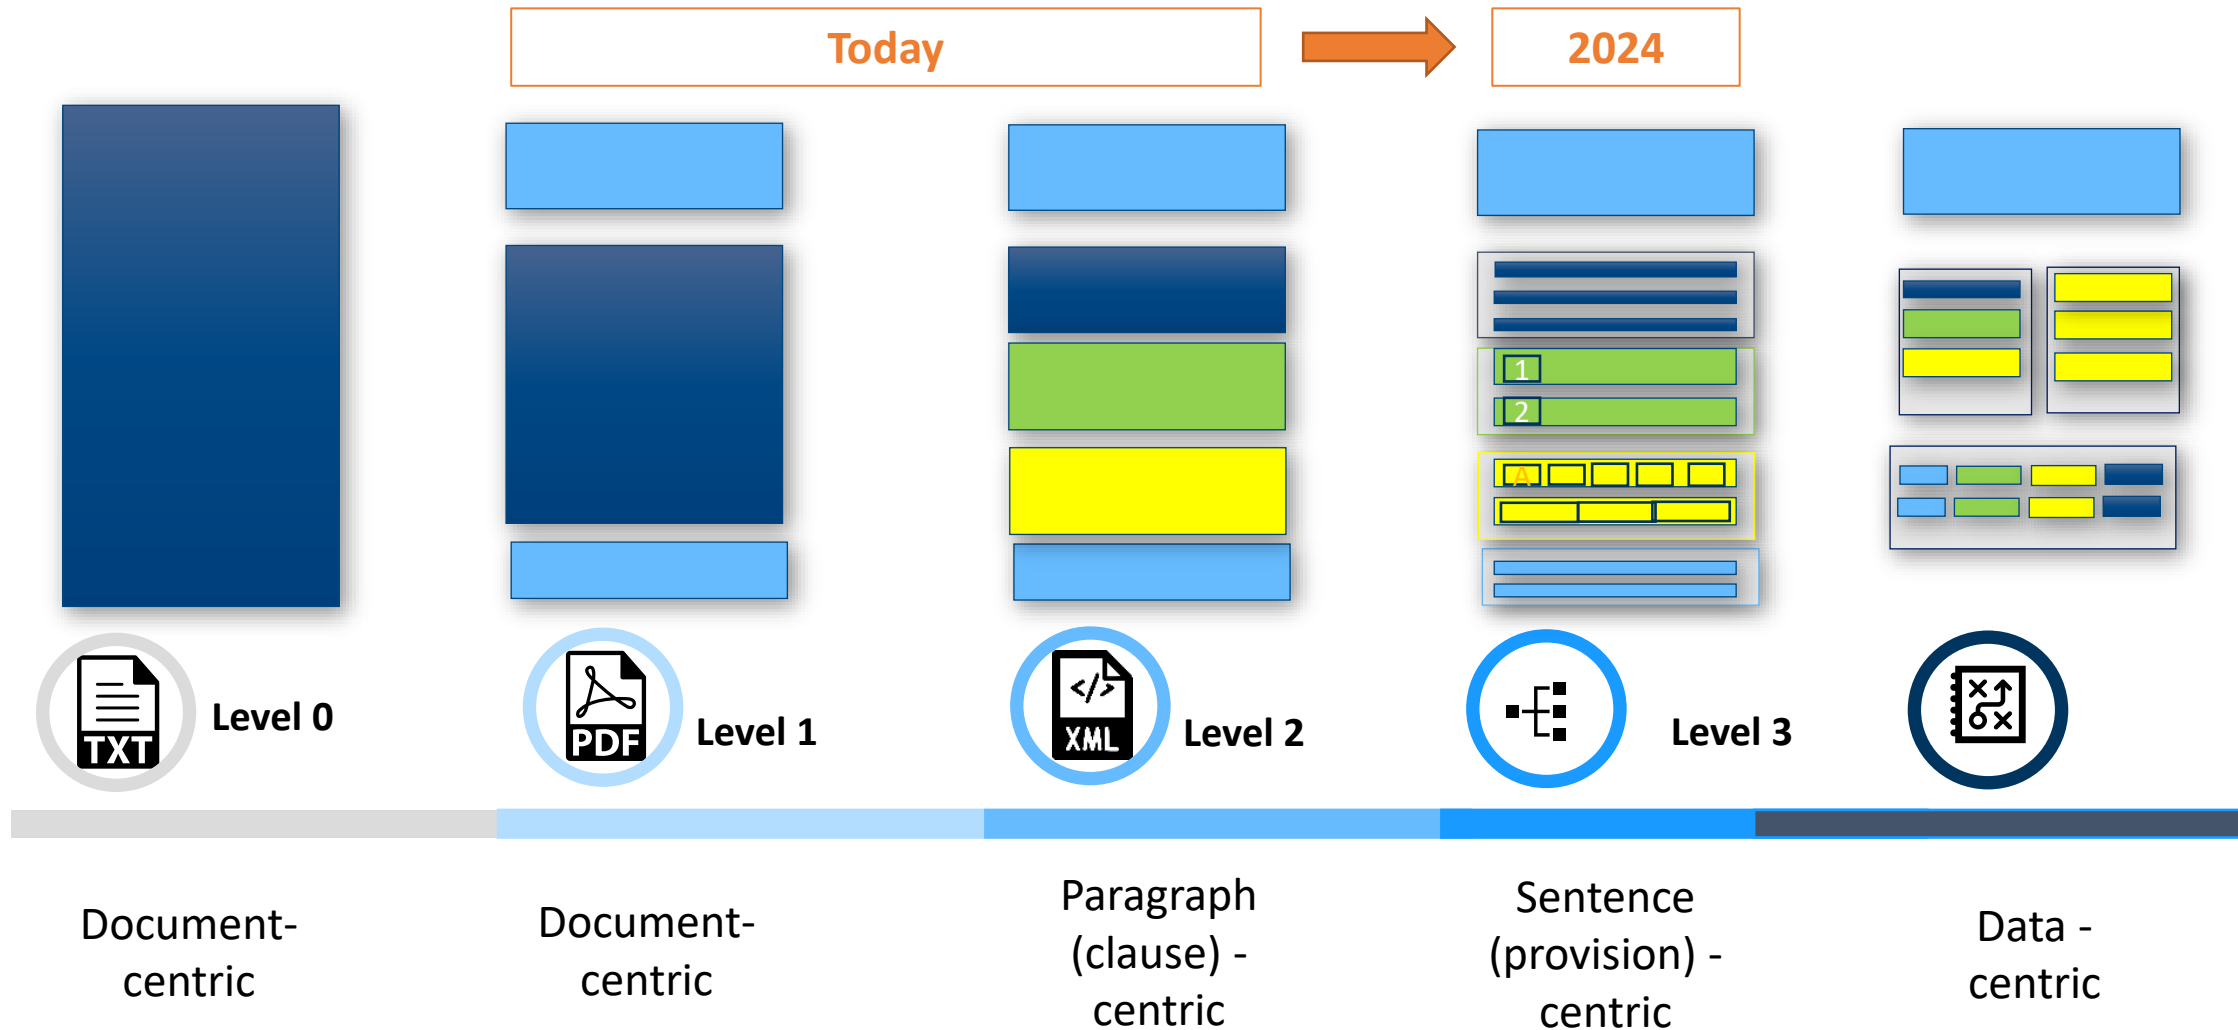 Today
2024
1
2
A
TXT
Level 0
PDF
Level 1
</>
XML
Level 2
Level 3
Document-
centric
Document-
centric
Paragraph
(clause) -
centric
Sentence
(provision) -
centric
Data -
centric